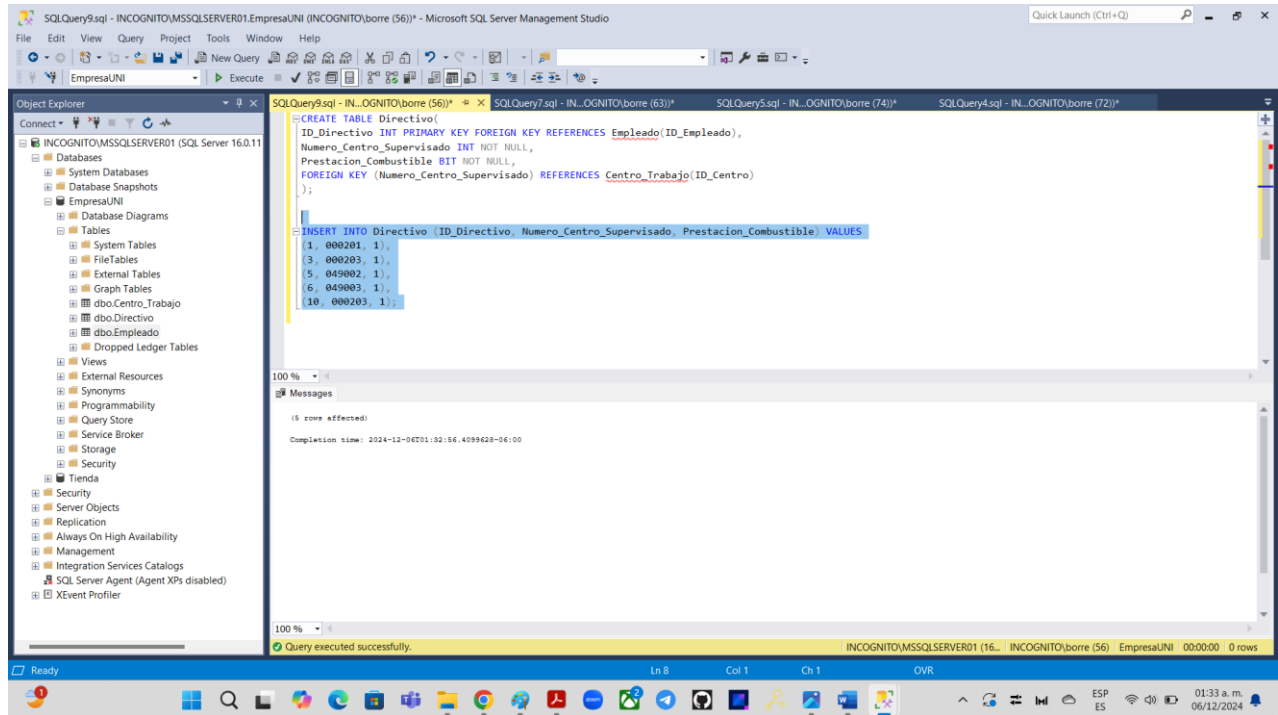 SQLQuery9.sql - INCOGNITO\MSSQLSERVER01.EmpresaUNI (INCOGNITO\borre (56))* - Microsoft SQL Server Management Studio
Quick Launch (Ctrl+Q)
File Edit View Query Project Tools Window Help
New Query
EmpresaUNI Execute
Object Explorer
SQLQuery9.sql - IN...OGNITO\borre (56))* SQLQuery7.sql - IN...OGNITO\borre (63))* SQLQuery5.sql - IN...OGNITO\borre (74))* SQLQuery4.sql - IN...OGNITO\borre (72))*
Connect
INCOGNITO\MSSQLSERVER01 (SQL Server 16.0.11
Databases
System Databases
Database Snapshots
EmpresaUNI
Database Diagrams
Tables
System Tables
FileTables
External Tables
Graph Tables
dbo.Centro_Trabajo
dbo.Directivo
dbo.Empleado
Dropped Ledger Tables
Views
External Resources
Synonyms
Programmability
Query Store
Service Broker
Storage
Security
Tienda
Security
Server Objects
Replication
Always On High Availability
Management
Integration Services Catalogs
SQL Server Agent (Agent XPs disabled)
XEvent Profiler
CREATE TABLE Directivo(
ID_Directivo INT PRIMARY KEY FOREIGN KEY REFERENCES Empleado(ID_Empleado),
Numero_Centro_Supervisado INT NOT NULL,
Prestacion_Combustible BIT NOT NULL,
FOREIGN KEY (Numero_Centro_Supervisado) REFERENCES Centro_Trabajo(ID_Centro)
);
INSERT INTO Directivo (ID_Directivo, Numero_Centro_Supervisado, Prestacion_Combustible) VALUES
(1, 000201, 1),
(3, 000203, 1),
(5, 049002, 1),
(6, 049003, 1),
(10, 000203, 1);
100 %
Messages
(5 rows affected)
Completion time: 2024-12-06T01:32:56.4099628-06:00
100 %
Query executed successfully. INCOGNITO\MSSQLSERVER01 (16... INCOGNITO\borre (56) EmpresaUNI 00:00:00 0 rows
Ready Ln 8 Col 1 Ch 1 OVR
ESP
ES
01:33 a. m.
06/12/2024